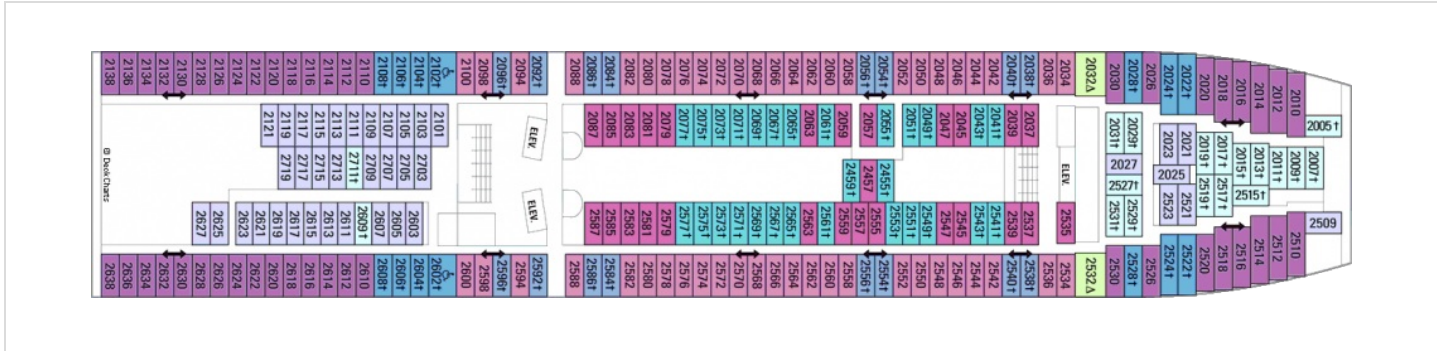 2138 2136 2134 2132 2130 2128 2126 2124 2122 2120 2118 2116 2114 2112 2110 2108† 2106† 2104† 2102† 2100 2098 2096† 2094 2092† 2088 2086† 2084† 2082 2080 2078 2076 2074 2072 2070 2068 2066 2064 2062 2060 2058 2056† 2054† 2052 2050 2048 2046 2044 2042 2040† 2038† 2036 2034 2032△ 2030 2028† 2026 2024† 2022† 2020 2018 2016 2014 2012 2010
2005†
2121 2119 2117 2115 2113 2111 2109 2107 2105 2103 2101
ELEV.
2087 2085 2083 2081 2079 2077† 2075† 2073† 2071† 2069† 2067† 2065† 2063 2061† 2059 2057 2055† 2051† 2049† 2047 2045 2043† 2041† 2039 2037
2031† 2029† 2023 2021 2019† 2017† 2015† 2013† 2011† 2009† 2007†
2719 2717 2715 2713 2711† 2709 2707 2705 2703
2459† 2457 2455†
ELEV.
2027
2025
2527†
© Deck Charts
2627 2625 2623 2621 2619 2617 2615 2613 2611 2609† 2607 2605 2603
ELEV.
2587 2585 2581 2579 2577† 2575† 2573† 2571† 2569† 2567† 2565† 2563 2561† 2559 2557 2555 2553† 2551† 2549† 2547 2545 2543† 2541† 2539 2537 2535
2531† 2529† 2523 2521 2519† 2517† 2515†
2509
2638 2636 2634 2632 2630 2628 2626 2624 2622 2620 2618 2616 2614 2612 2610 2608† 2606† 2604† 2602† 2600 2598 2596† 2594 2592† 2588 2586† 2584† 2582 2580 2578 2576 2574 2572 2570 2568 2566 2564 2562 2560 2558 2556† 2554† 2552 2550 2548 2546 2544 2542 2540† 2538† 2536 2534 2532△ 2530 2528† 2526 2524† 2522† 2520 2518 2516 2514 2512 2510